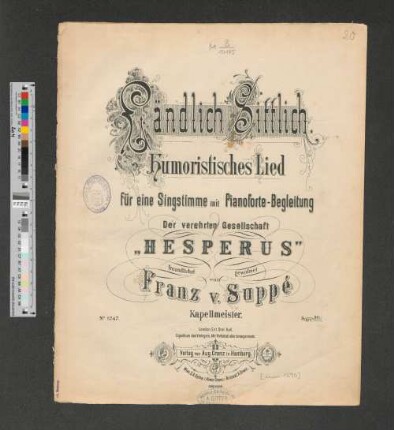 20
Ländlich Sittlich.
Humoristisches Lied
für eine Singstimme mit Pianoforte-Begleitung
Der verehrten Gesellschaft
„HESPERUS"
freundlichst gewidmet
von
Franz v. Suppé
Kapellmeister.
Verlag von Aug. Cranz in Hamburg.